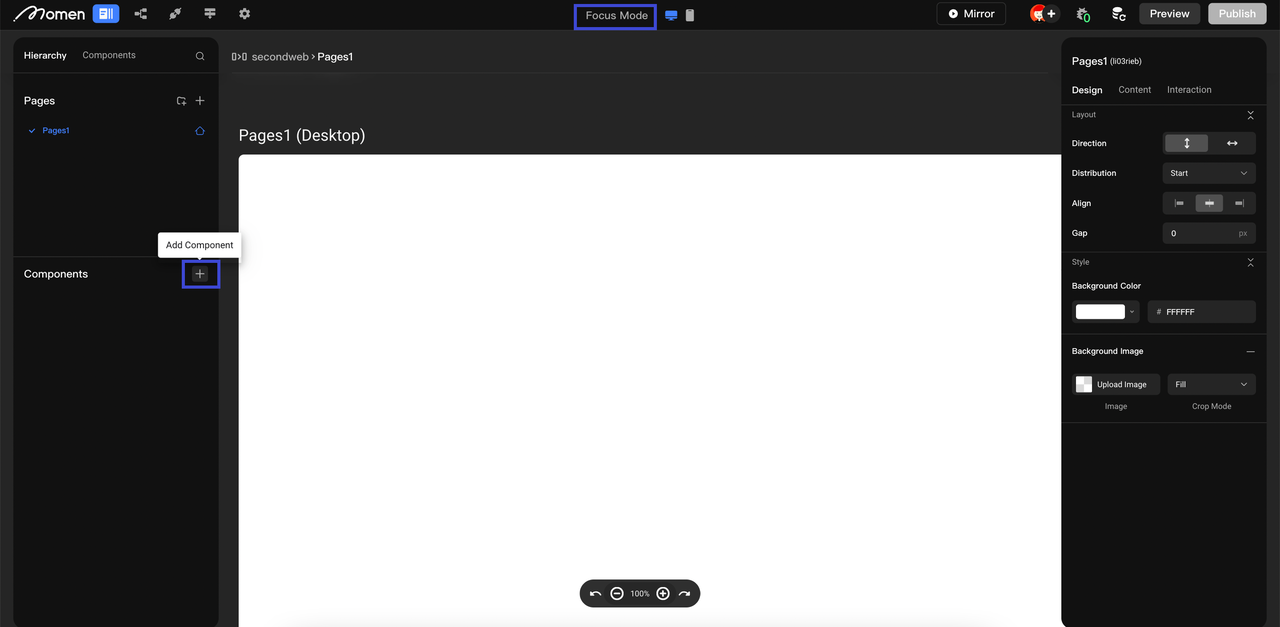 Momen
Focus Mode
Mirror
0
Preview
Publish
Hierarchy
Components
secondweb › Pages1
Pages
Pages1
Add Component
Components
Pages1 (Desktop)
100%
Pages1 (li03rieb)
Design
Content
Interaction
Layout
Direction
Distribution
Start
Align
Gap
0
px
Style
Background Color
# FFFFFF
Background Image
Upload Image
Fill
Image
Crop Mode